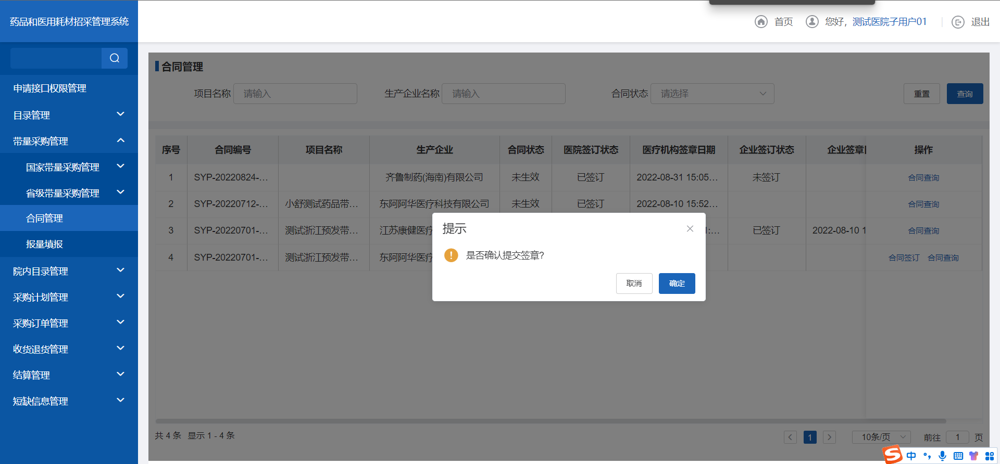 药品和医用耗材招采管理系统
首页 您好，测试医院子用户01 退出
申请接口权限管理
目录管理
带量采购管理
国家带量采购管理
省级带量采购管理
合同管理
报量填报
院内目录管理
采购计划管理
采购订单管理
收货退货管理
结算管理
短缺信息管理
合同管理
项目名称 请输入 生产企业名称 请输入 合同状态 请选择 重置 查询
序号 合同编号 项目名称 生产企业 合同状态 医院签订状态 医疗机构签章日期 企业签订状态 企业签章 操作
1 SYP-20220824-... 齐鲁制药(海南)有限公司 未生效 已签订 2022-08-31 15:05... 未签订 合同查询
2 SYP-20220712-... 小舒测试药品带... 东阿阿华医疗科技有限公司 未生效 已签订 2022-08-10 15:52... 合同查询
3 SYP-20220701-... 测试浙江预发带... 江苏康健医疗 1:... 已签订 2022-08-10 1 合同查询
4 SYP-20220701-... 测试浙江预发带... 东阿阿华医疗 合同签订 合同查询
提示
是否确认提交签章?
取消 确定
共 4 条 显示 1 - 4 条 1 10条/页 前往 1 页
中